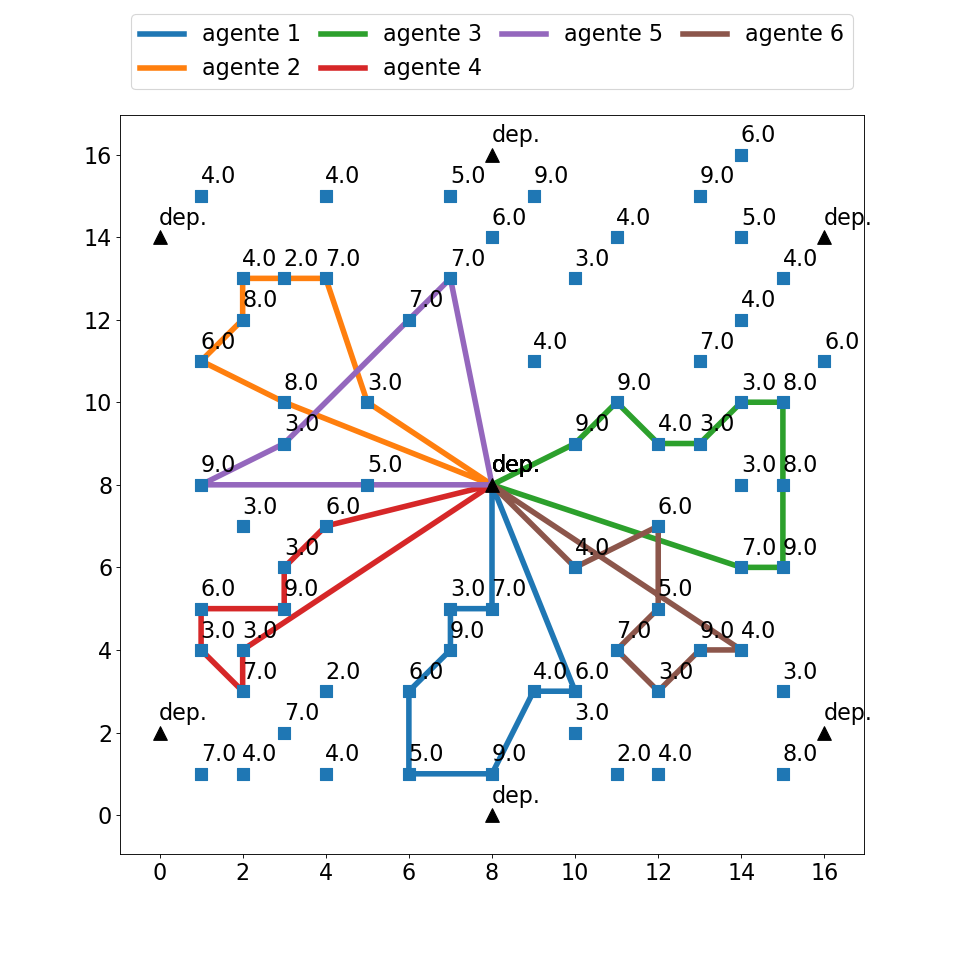 agente 1 agente 3 agente 5 agente 6
agente 2 agente 4
6.0
dep.
16
4.0 4.0 5.0 9.0 9.0
dep. 6.0 4.0 5.0 dep.
14
4.0 2.0 7.0 7.0 3.0 4.0
8.0 7.0 4.0
12
6.0 4.0 7.0 6.0
8.0 3.0 9.0 3.0 8.0
10
3.0 9.0 4.0 3.0
9.0 5.0 dep. 3.0 8.0
8
3.0 6.0 6.0
3.0 4.0 7.0 9.0
6
6.0 9.0 3.0 7.0 5.0
3.0 3.0 9.0 7.0 9.0 4.0
4
7.0 2.0 6.0 4.0 6.0 3.0 3.0
dep. 7.0 3.0 dep.
2
7.0 4.0 4.0 5.0 9.0 2.0 4.0 8.0
dep.
0
0 2 4 6 8 10 12 14 16